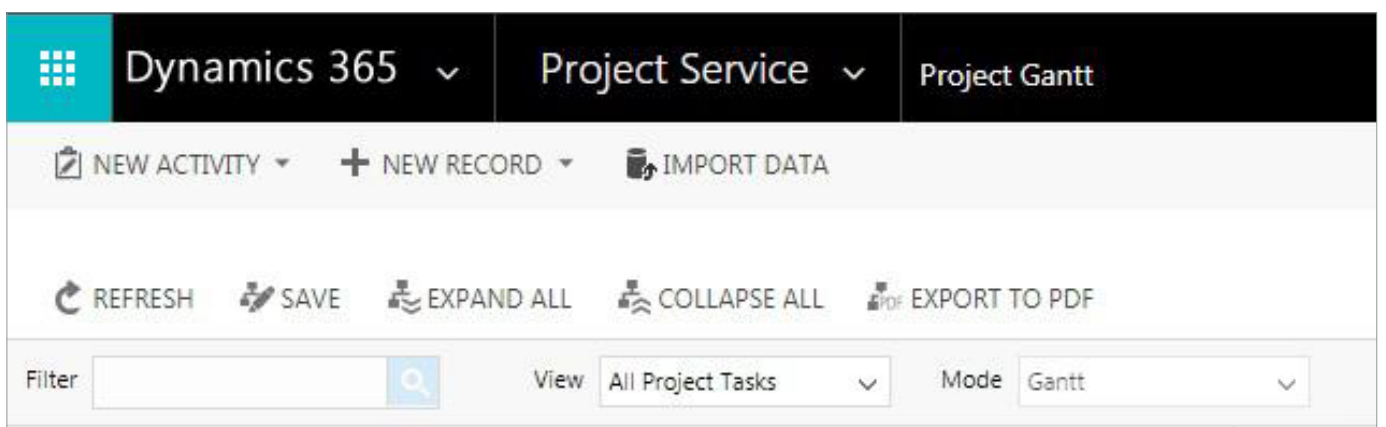 Dynamics 365 Project Service Project Gantt
NEW ACTIVITY NEW RECORD IMPORT DATA
REFRESH SAVE EXPAND ALL COLLAPSE ALL PDF EXPORT TO PDF
Filter View All Project Tasks Mode Gantt